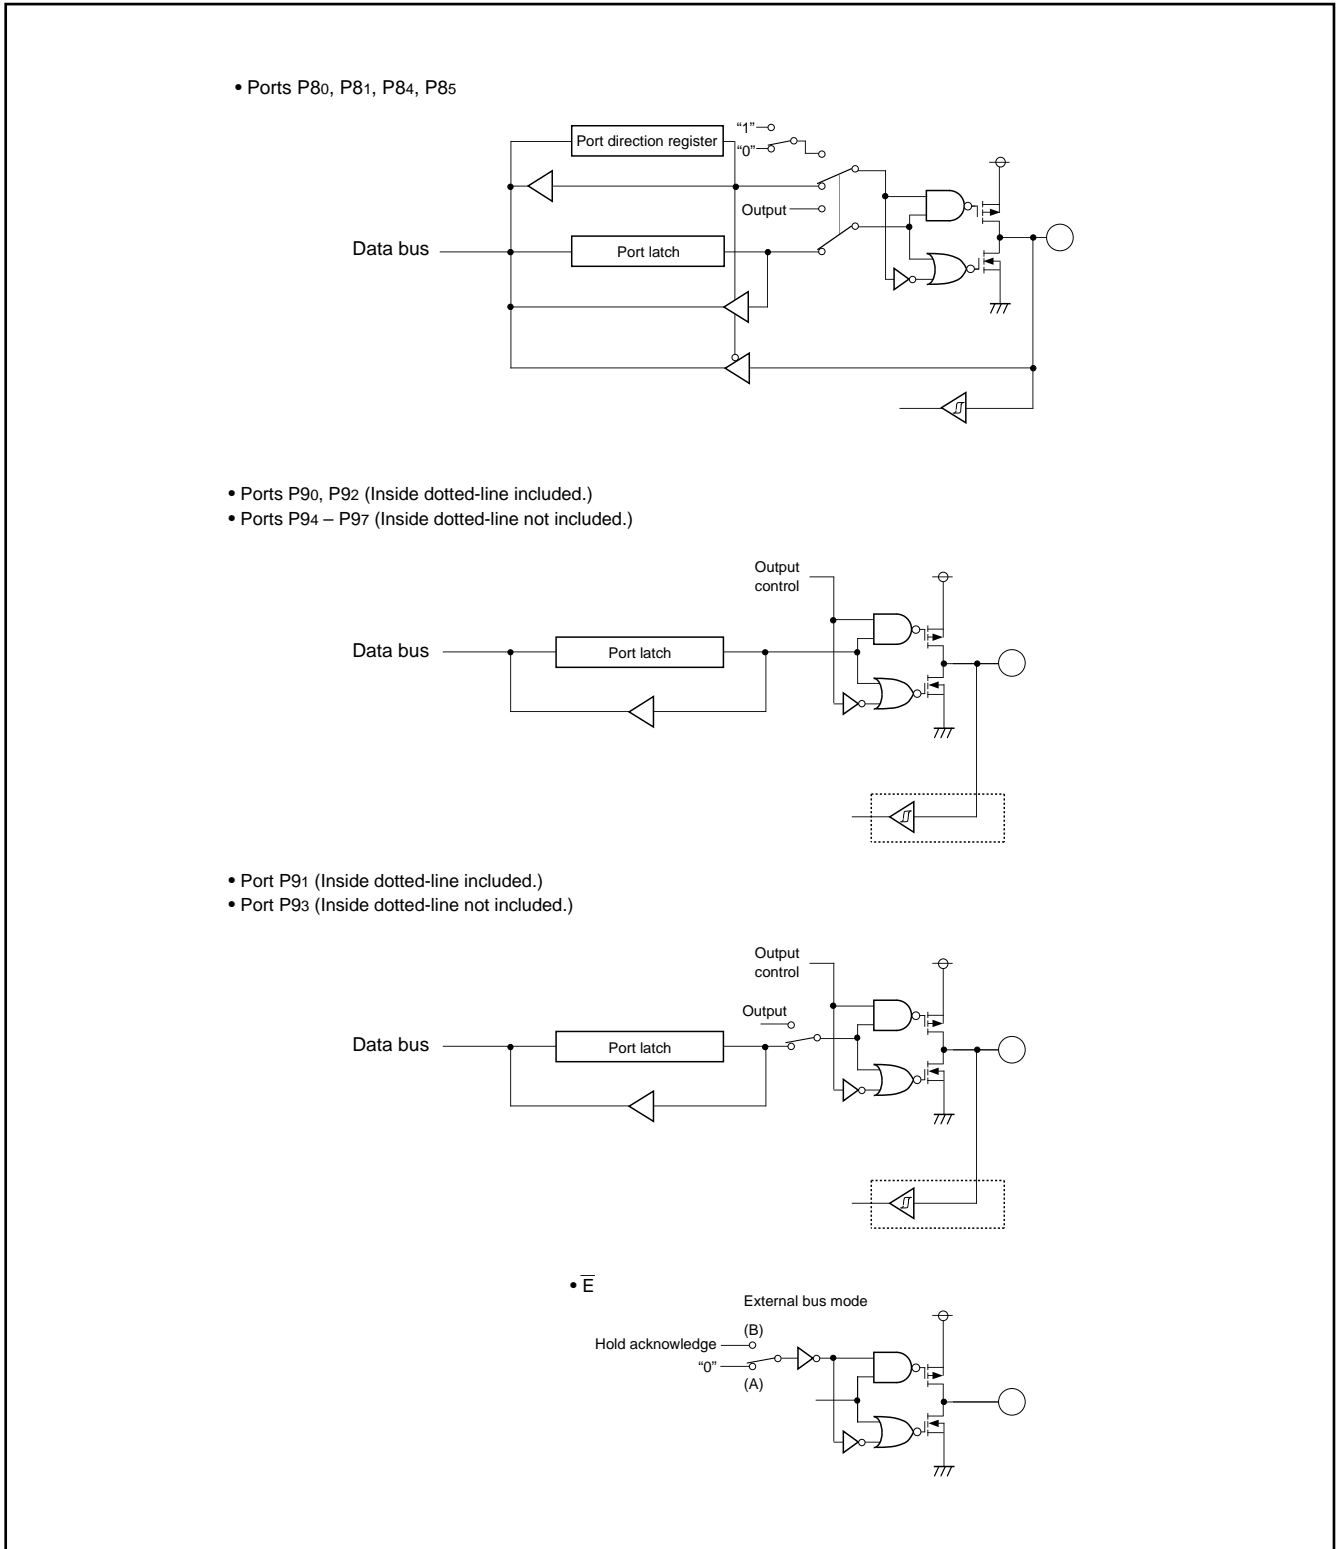 • Ports P80, P81, P84, P85
“1”
Port direction register
“0”
Output
Data bus
Port latch
• Ports P90, P92 (Inside dotted-line included.)
• Ports P94 – P97 (Inside dotted-line not included.)
Output
control
Data bus
Port latch
• Port P91 (Inside dotted-line included.)
• Port P93 (Inside dotted-line not included.)
Output
control
Output
Data bus
Port latch
• E̅
External bus mode
(B)
Hold acknowledge
“0”
(A)